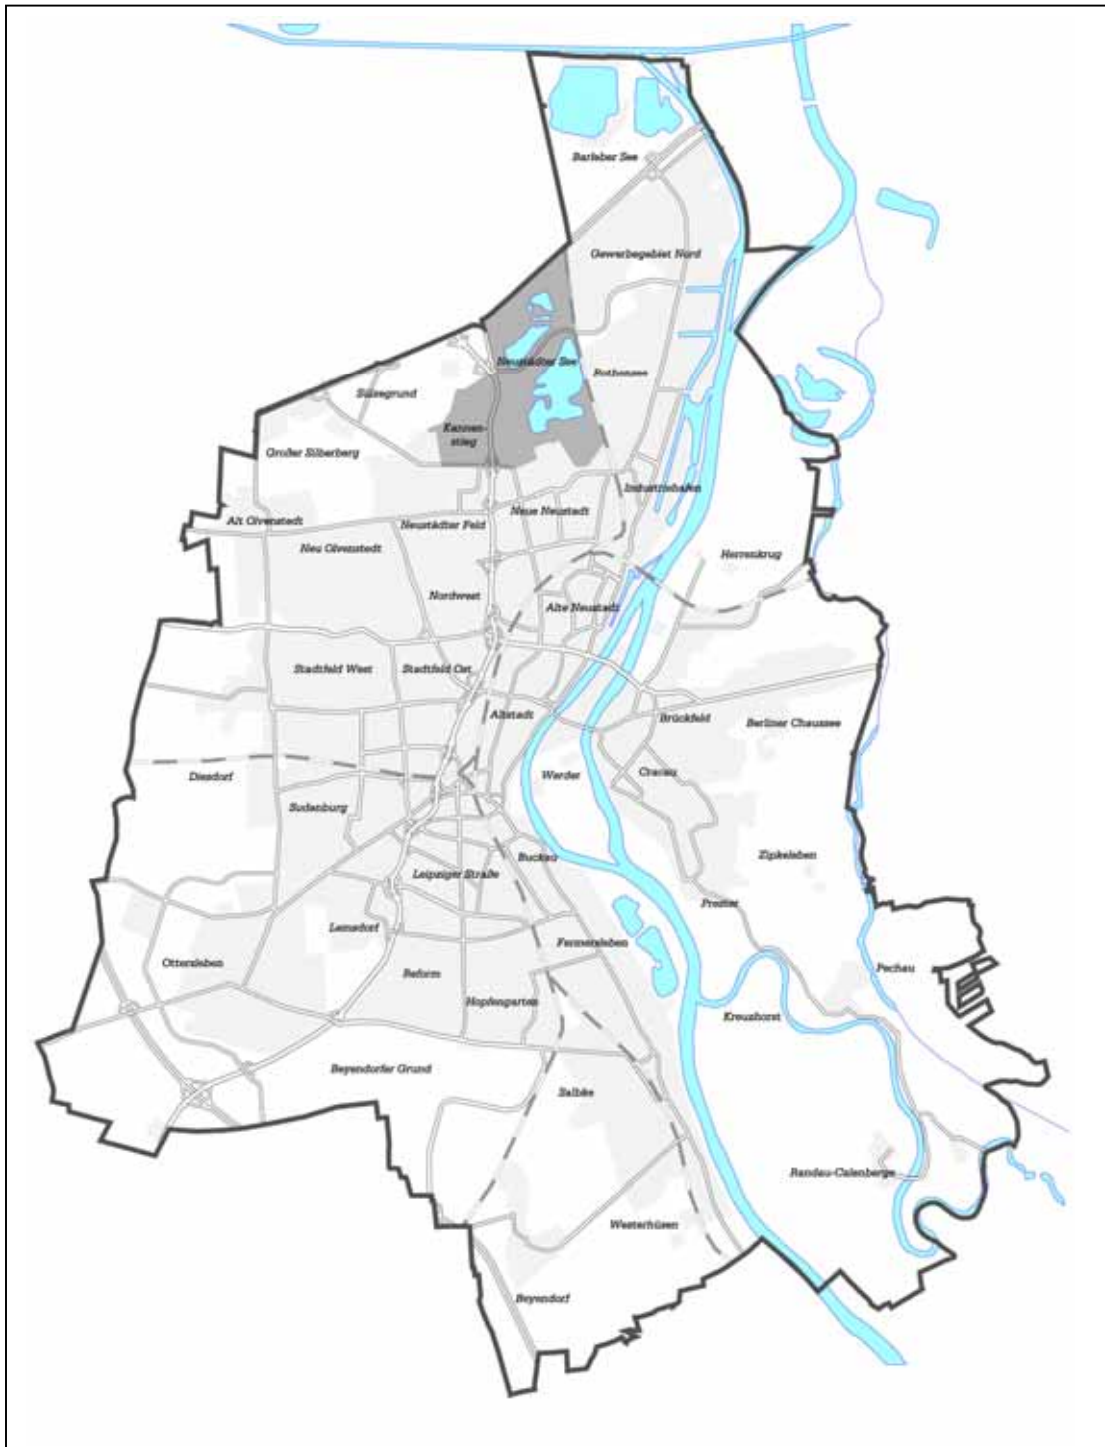 Barleber See
Gewerbegebiet Nord
Neustädter See
Rothensee
Sülzegrund
Kannen-
stieg
Großer Silberberg
Industriehafen
Neue Neustadt
Alt Olvenstedt
Neustädter Feld
Neu Olvenstedt
Herrenkrug
Nordwest
Alte Neustadt
Stadtfeld West
Stadtfeld Ost
Altstadt
Brückfeld
Berliner Chaussee
Diesdorf
Werder
Cracau
Sudenburg
Buckau
Zipkeleben
Leipziger Straße
Prester
Lemsdorf
Fermersleben
Ottersleben
Reform
Pechau
Hopfengarten
Kreuzhorst
Beyendorfer Grund
Salbke
Randau-Calenberge
Westerhüsen
Beyendorf